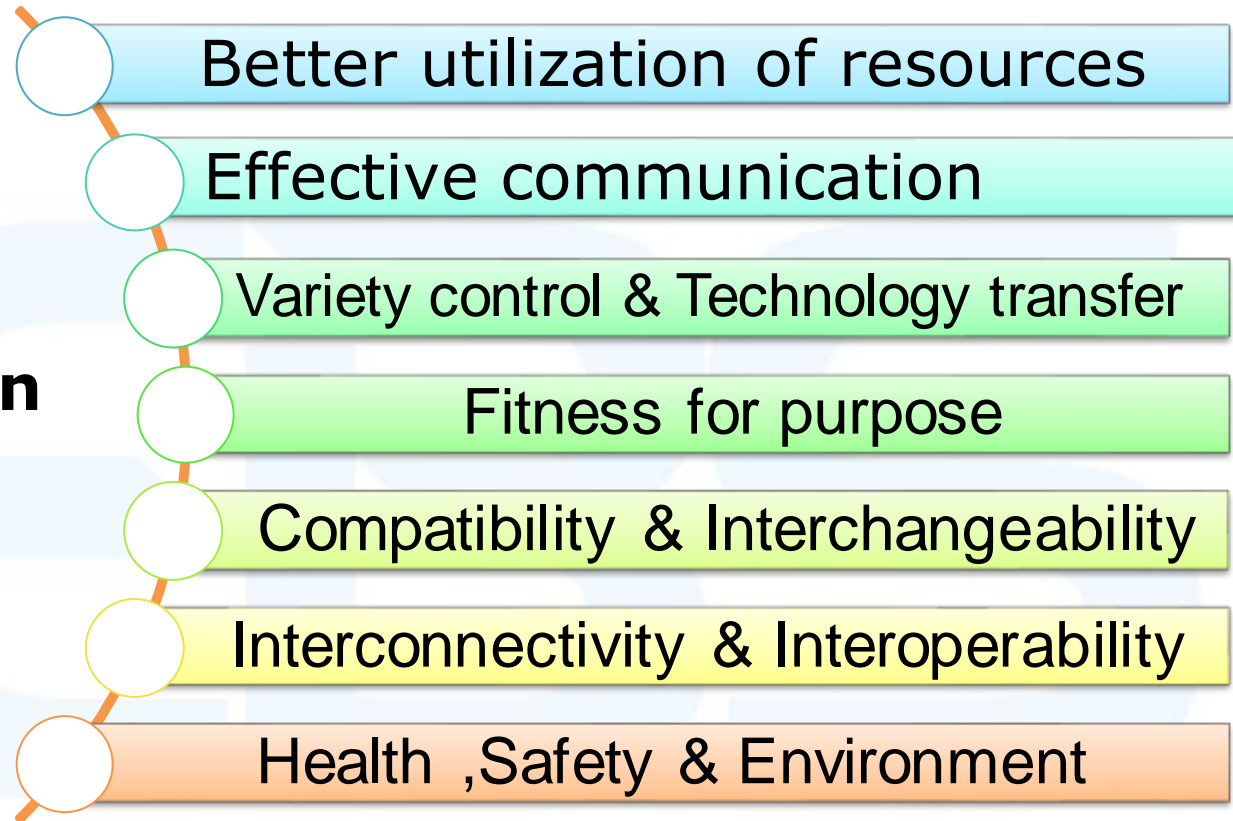 Better utilization of resources
Effective communication
Variety control & Technology transfer
n
Fitness for purpose
Compatibility & Interchangeability
Interconnectivity & Interoperability
Health ,Safety & Environment